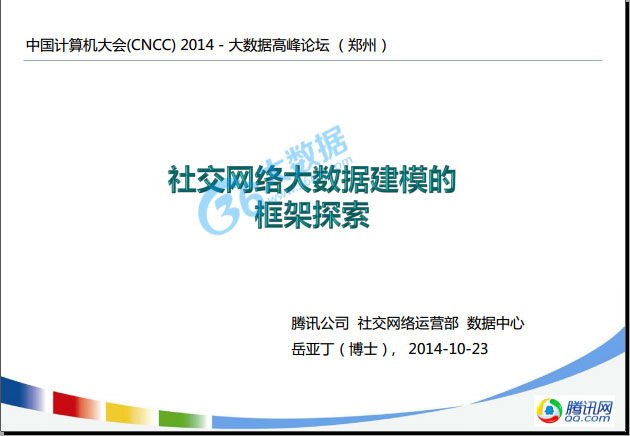 中国计算机大会(CNCC) 2014 - 大数据高峰论坛 （郑州）
36大数据
社交网络大数据建模的
框架探索
腾讯公司 社交网络运营部 数据中心
岳亚丁（博士）， 2014-10-23
腾讯网
QQ.com